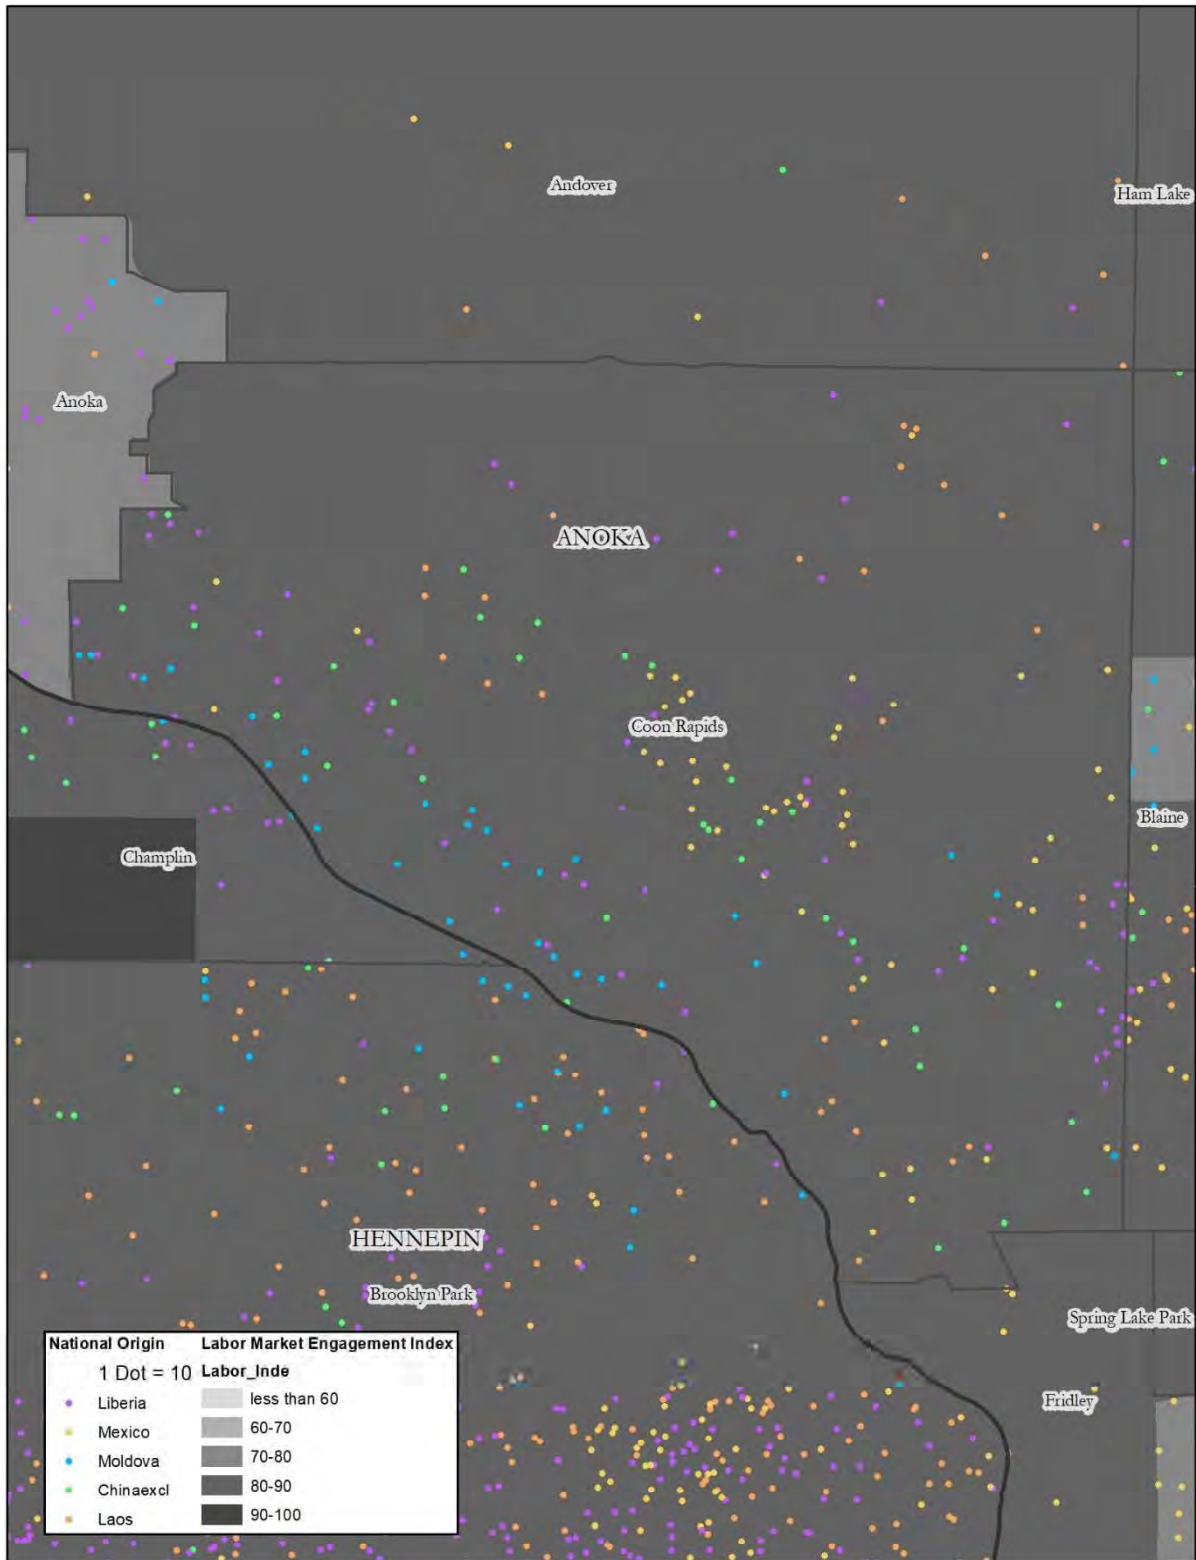 Andover
Ham Lake
Anoka
ANOKA
Coon Rapids
Blaine
Champlin
HENNEPIN
Brooklyn Park
Spring Lake Park
Fridley
National Origin
1 Dot = 10
Liberia
Mexico
Moldova
Chinaexcl
Laos
Labor Market Engagement Index
Labor_Inde
less than 60
60-70
70-80
80-90
90-100